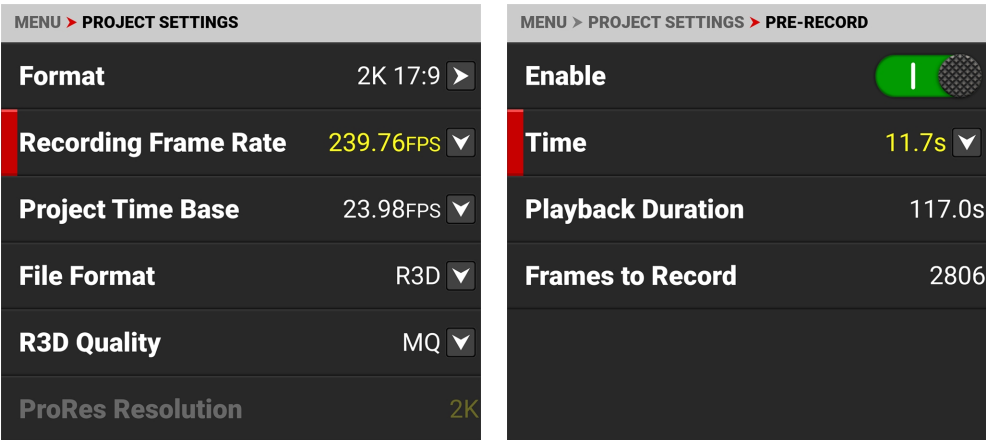 MENU > PROJECT SETTINGS
Format 2K 17:9
Recording Frame Rate 239.76FPS
Project Time Base 23.98FPS
File Format R3D
R3D Quality MQ
ProRes Resolution 2K
MENU > PROJECT SETTINGS > PRE-RECORD
Enable
Time 11.7s
Playback Duration 117.0s
Frames to Record 2806